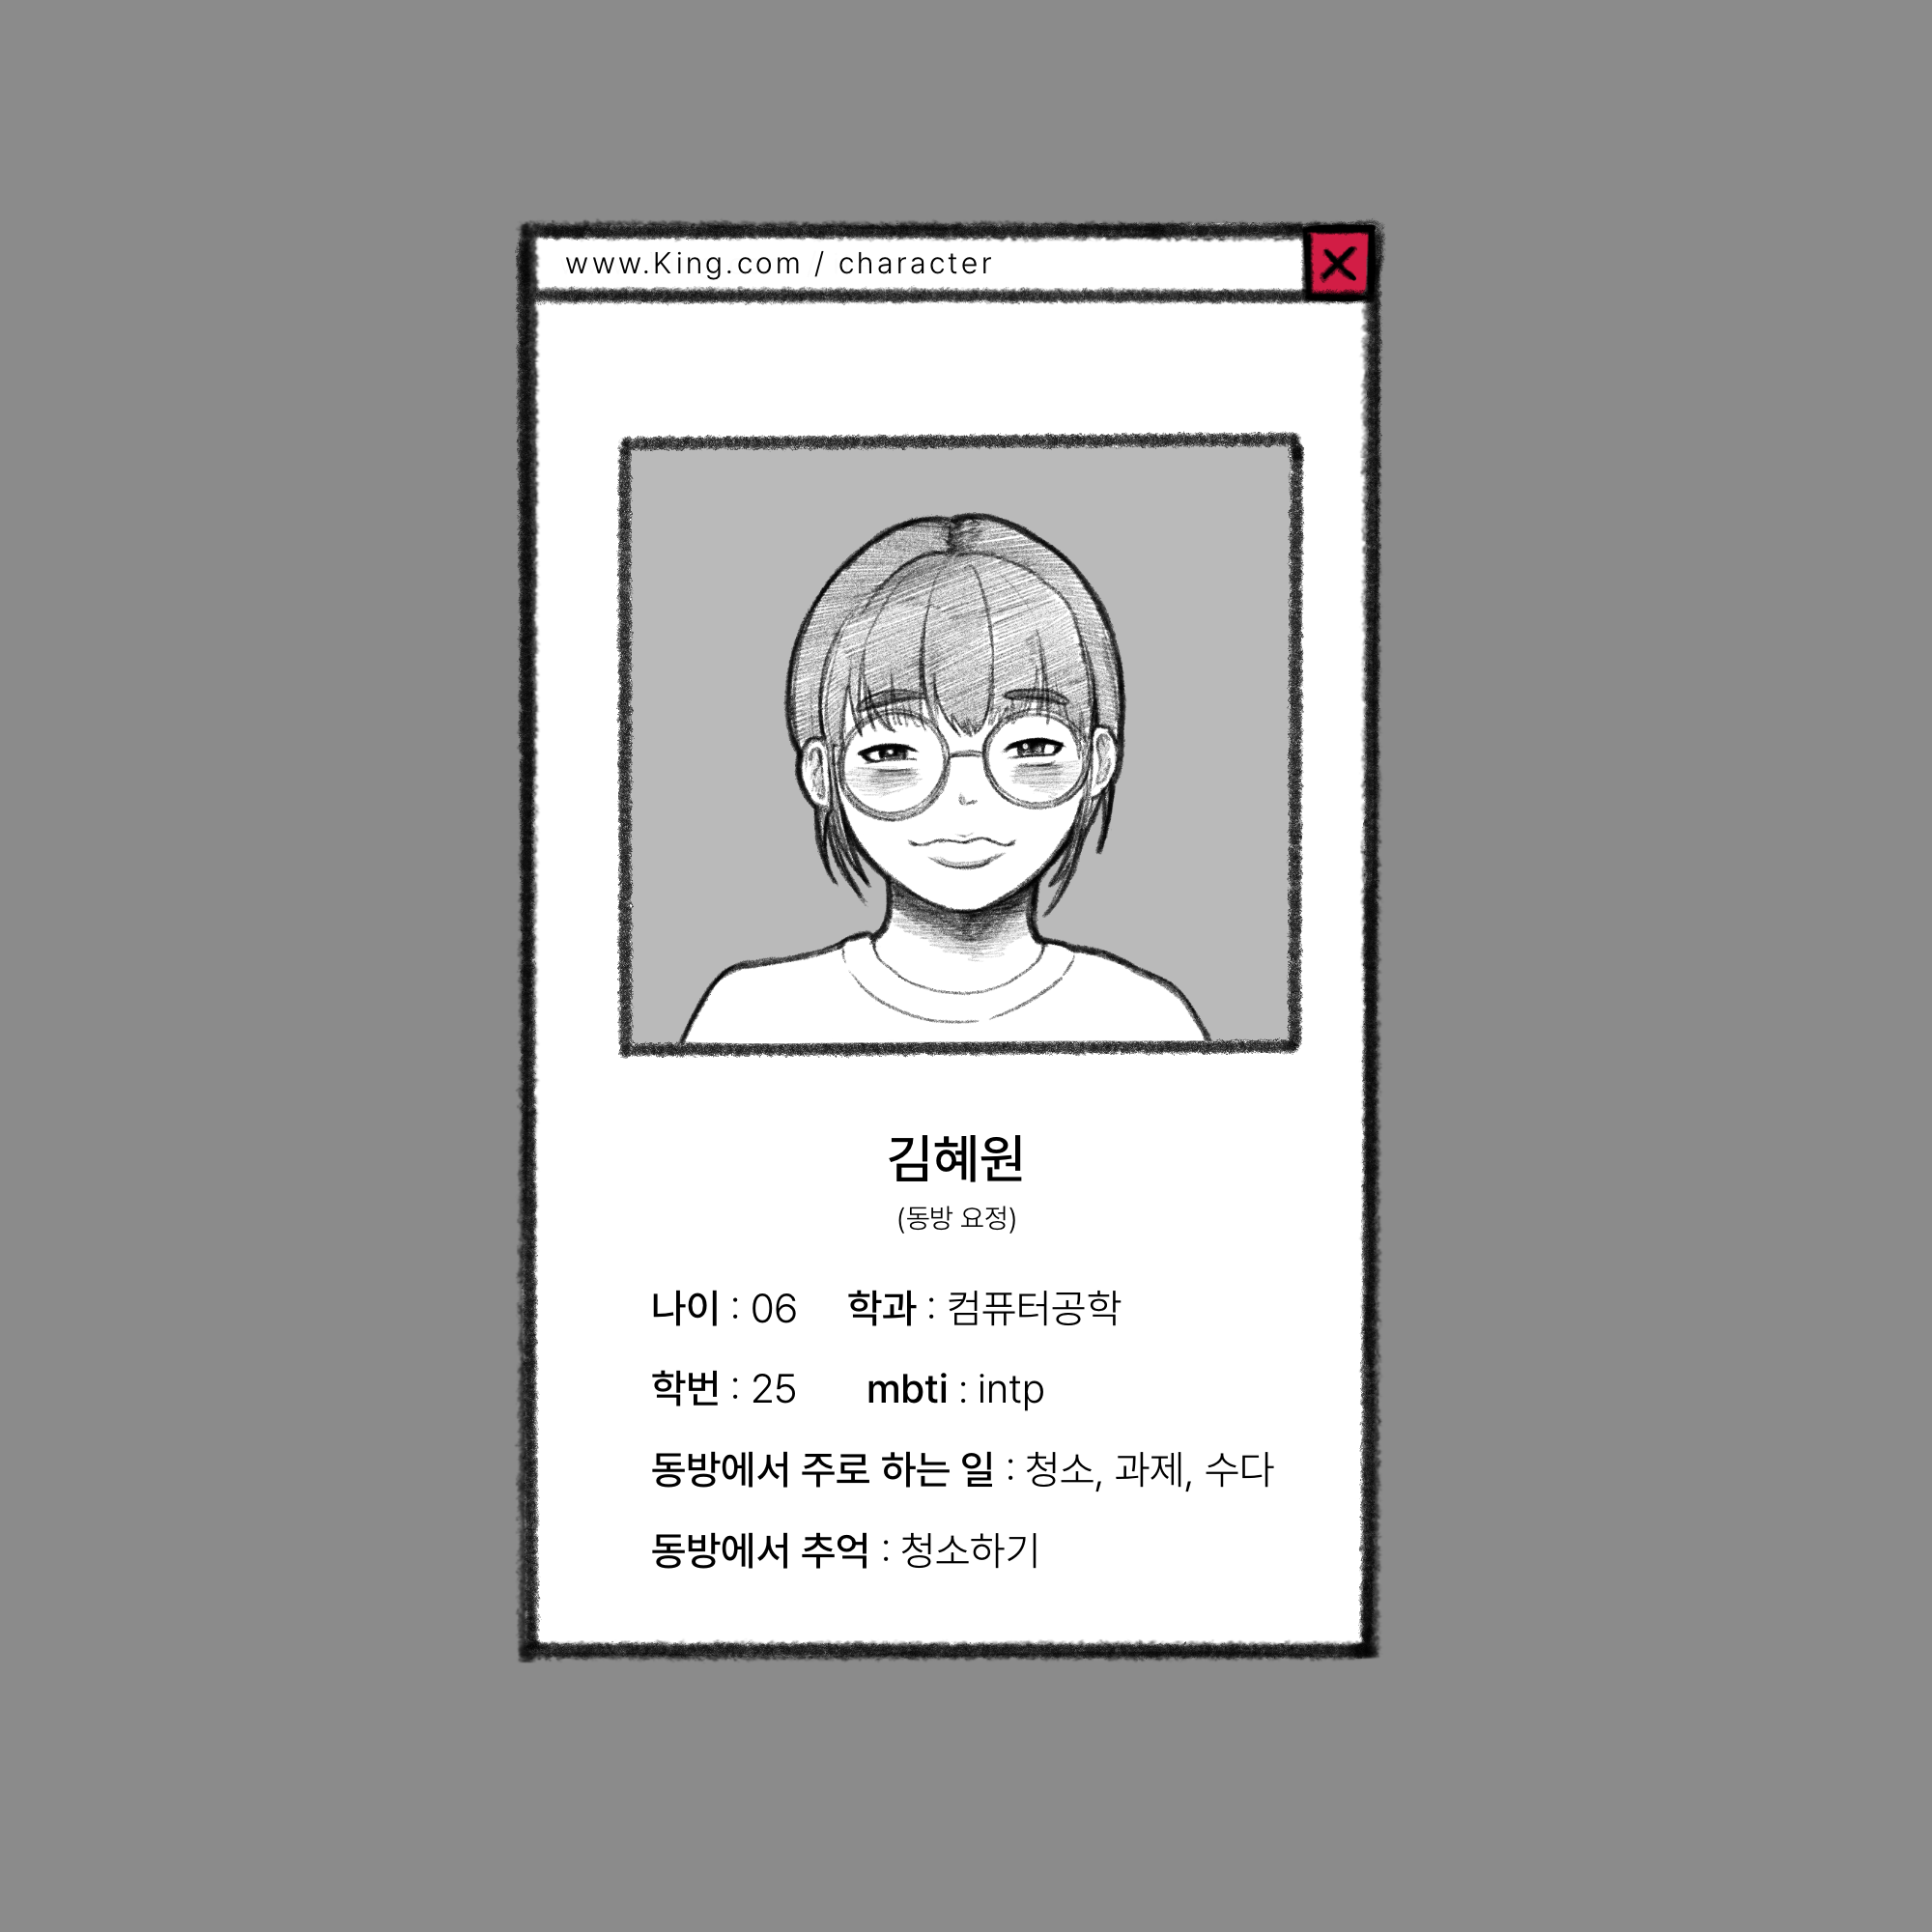 www.King.com / character
김혜원
(동방 요정)
나이 : 06 학과 : 컴퓨터공학
학번 : 25 mbti : intp
동방에서 주로 하는 일 : 청소, 과제, 수다
동방에서 추억 : 청소하기